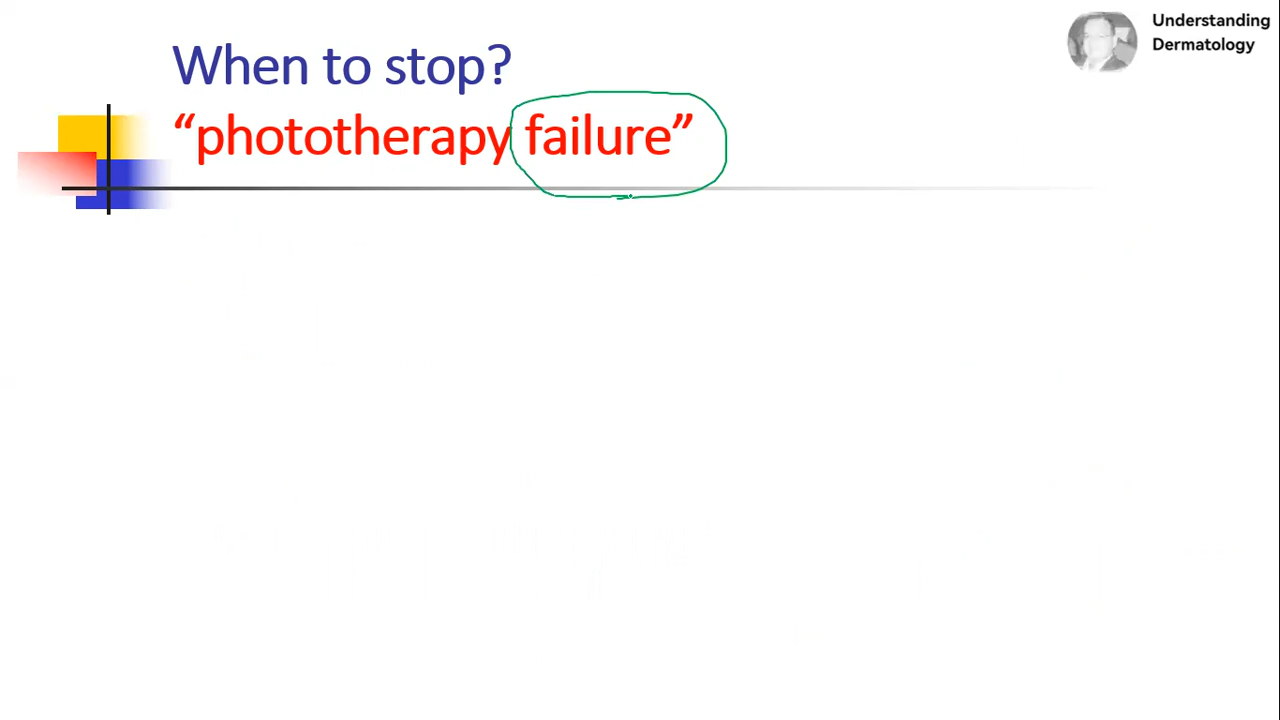 When to stop?
“phototherapy failure”
Understanding
Dermatology